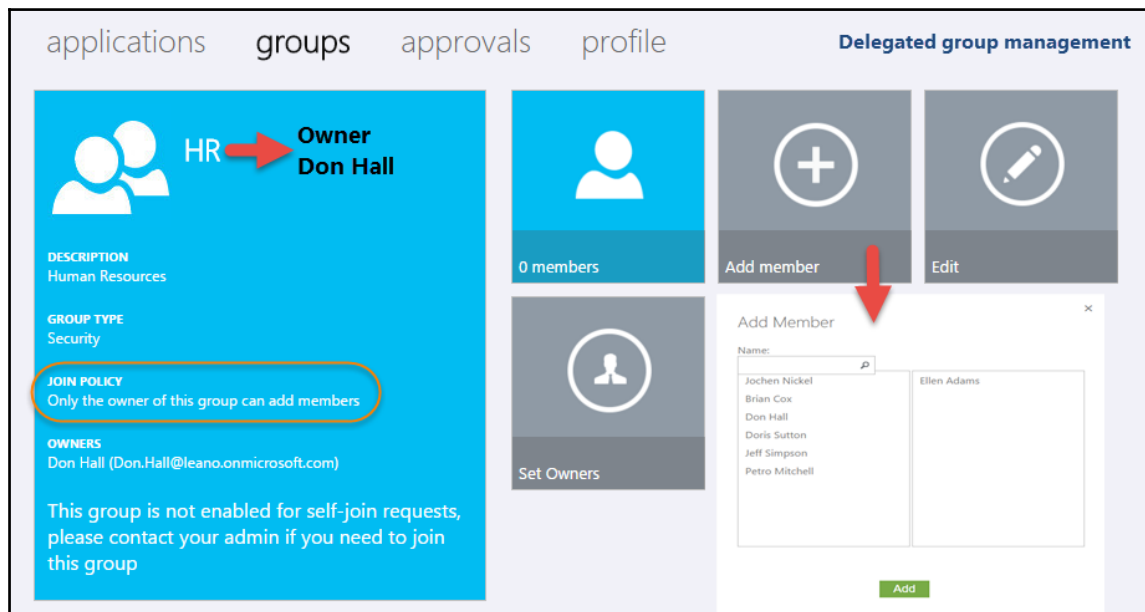 applications groups approvals profile Delegated group management
HR
Owner
Don Hall
DESCRIPTION
Human Resources
GROUP TYPE
Security
JOIN POLICY
Only the owner of this group can add members
OWNERS
Don Hall (Don.Hall@leano.onmicrosoft.com)
This group is not enabled for self-join requests,
please contact your admin if you need to join
this group
0 members
Add member
Edit
Set Owners
Add Member
Name:
Jochen Nickel
Brian Cox
Don Hall
Doris Sutton
Jeff Simpson
Petro Mitchell
Ellen Adams
Add